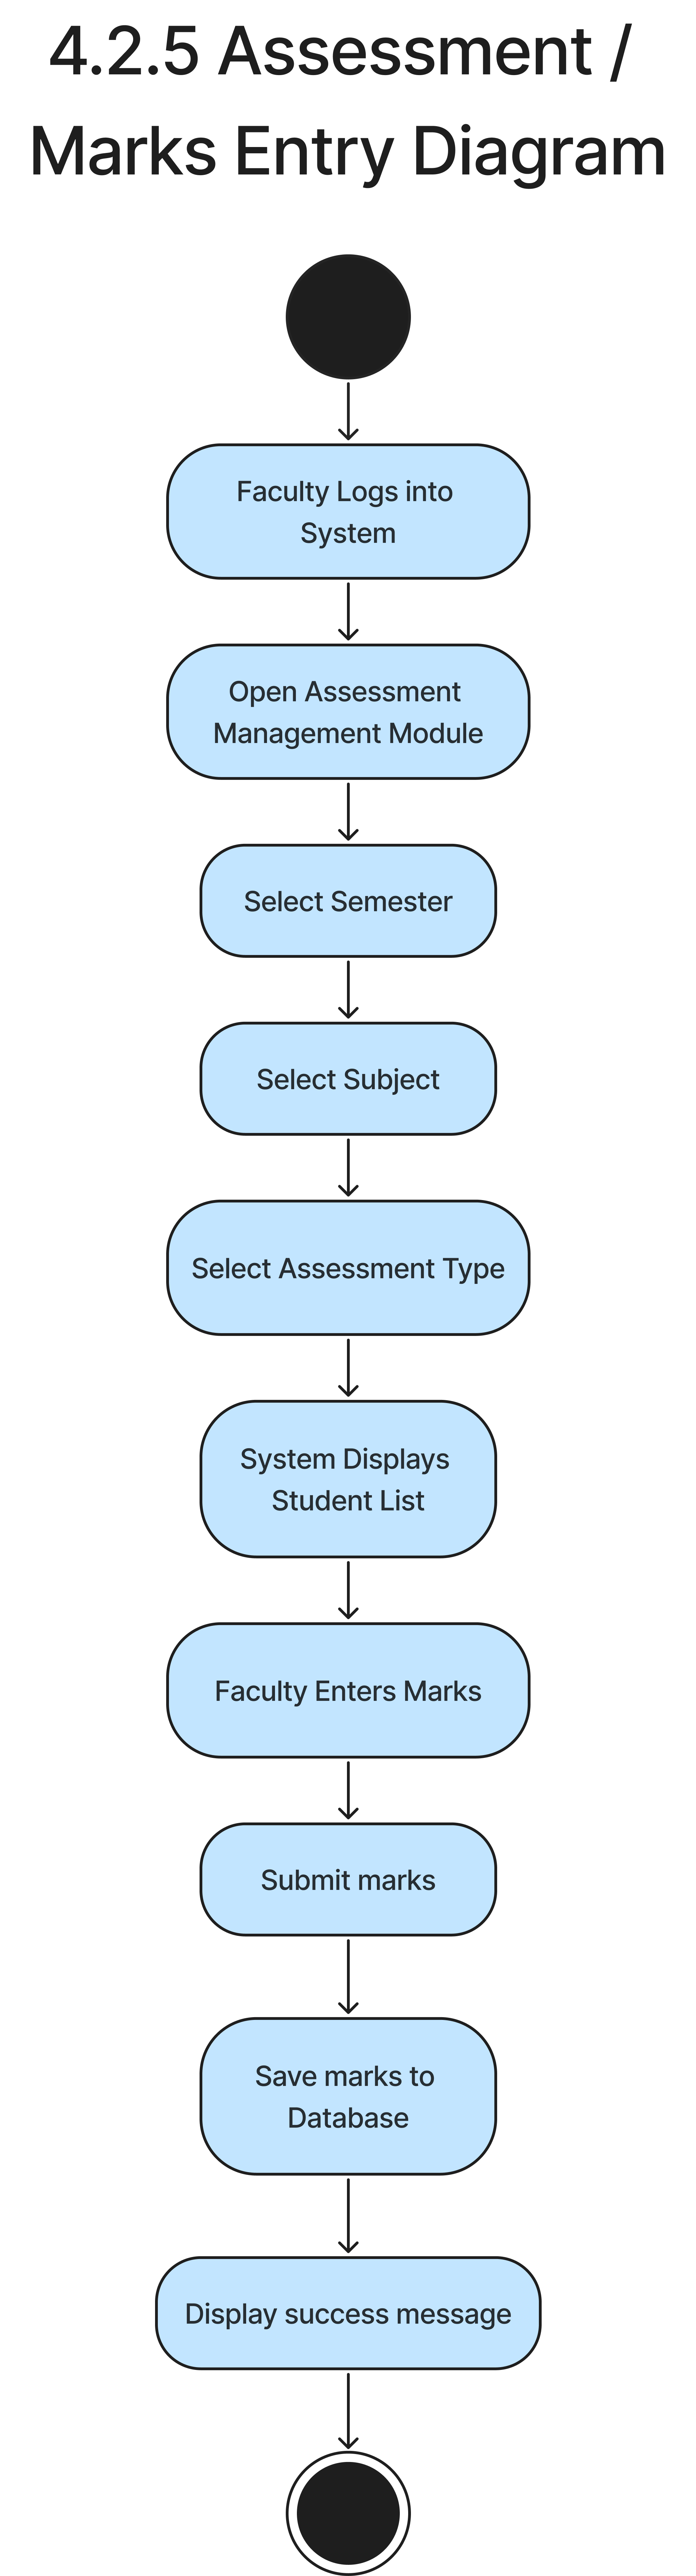 4.2.5 Assessment /
Marks Entry Diagram
Faculty Logs into
System
Open Assessment
Management Module
Select Semester
Select Subject
Select Assessment Type
System Displays
Student List
Faculty Enters Marks
Submit marks
Save marks to
Database
Display success message